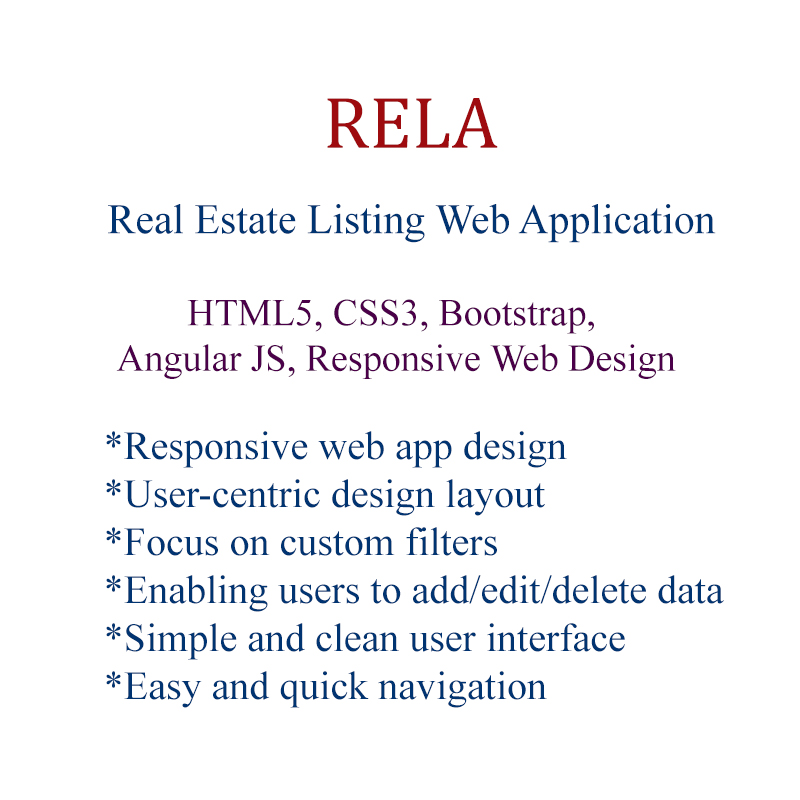 RELA
Real Estate Listing Web Application
HTML5, CSS3, Bootstrap,
Angular JS, Responsive Web Design
*Responsive web app design
*User-centric design layout
*Focus on custom filters
*Enabling users to add/edit/delete data
*Simple and clean user interface
*Easy and quick navigation